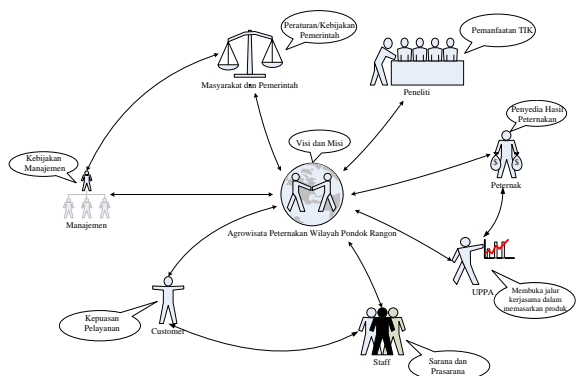 Peraturan/Kebijakan
Pemerintah
Masyarakat dan Pemerintah
Pemanfaatan TIK
Peneliti
Penyedia Hasil
Peternakan
Peternak
Visi dan Misi
Agrowisata Peternakan Wilayah Pondok Rangon
Kebijakan
Manajemen
Manajemen
UPPA
Membuka jalur
kerjasama dalam
memasarkan produk
Kepuasan
Pelayanan
Customer
Staff
Sarana dan
Prasarana